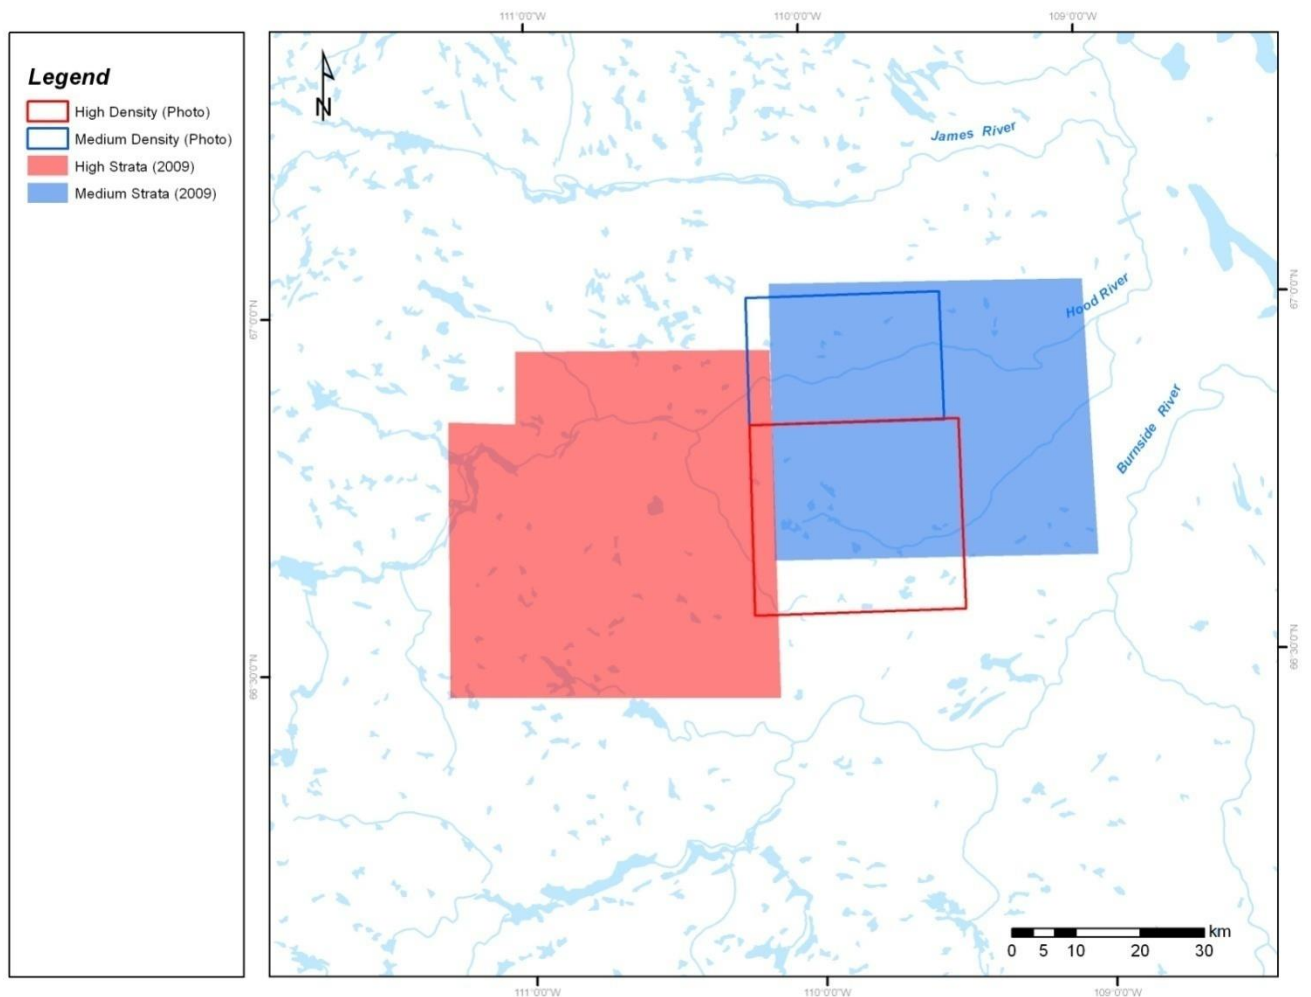 111°0'0"W 110°0'0"W 109°0'0"W
Legend
High Density (Photo)
Medium Density (Photo)
High Strata (2009)
Medium Strata (2009)
N
James River
Hood River
Burnside River
67°0'0"N
67°0'0"N
66°30'0"N
66°30'0"N
km
0 5 10 20 30
111°0'0"W 110°0'0"W 109°0'0"W